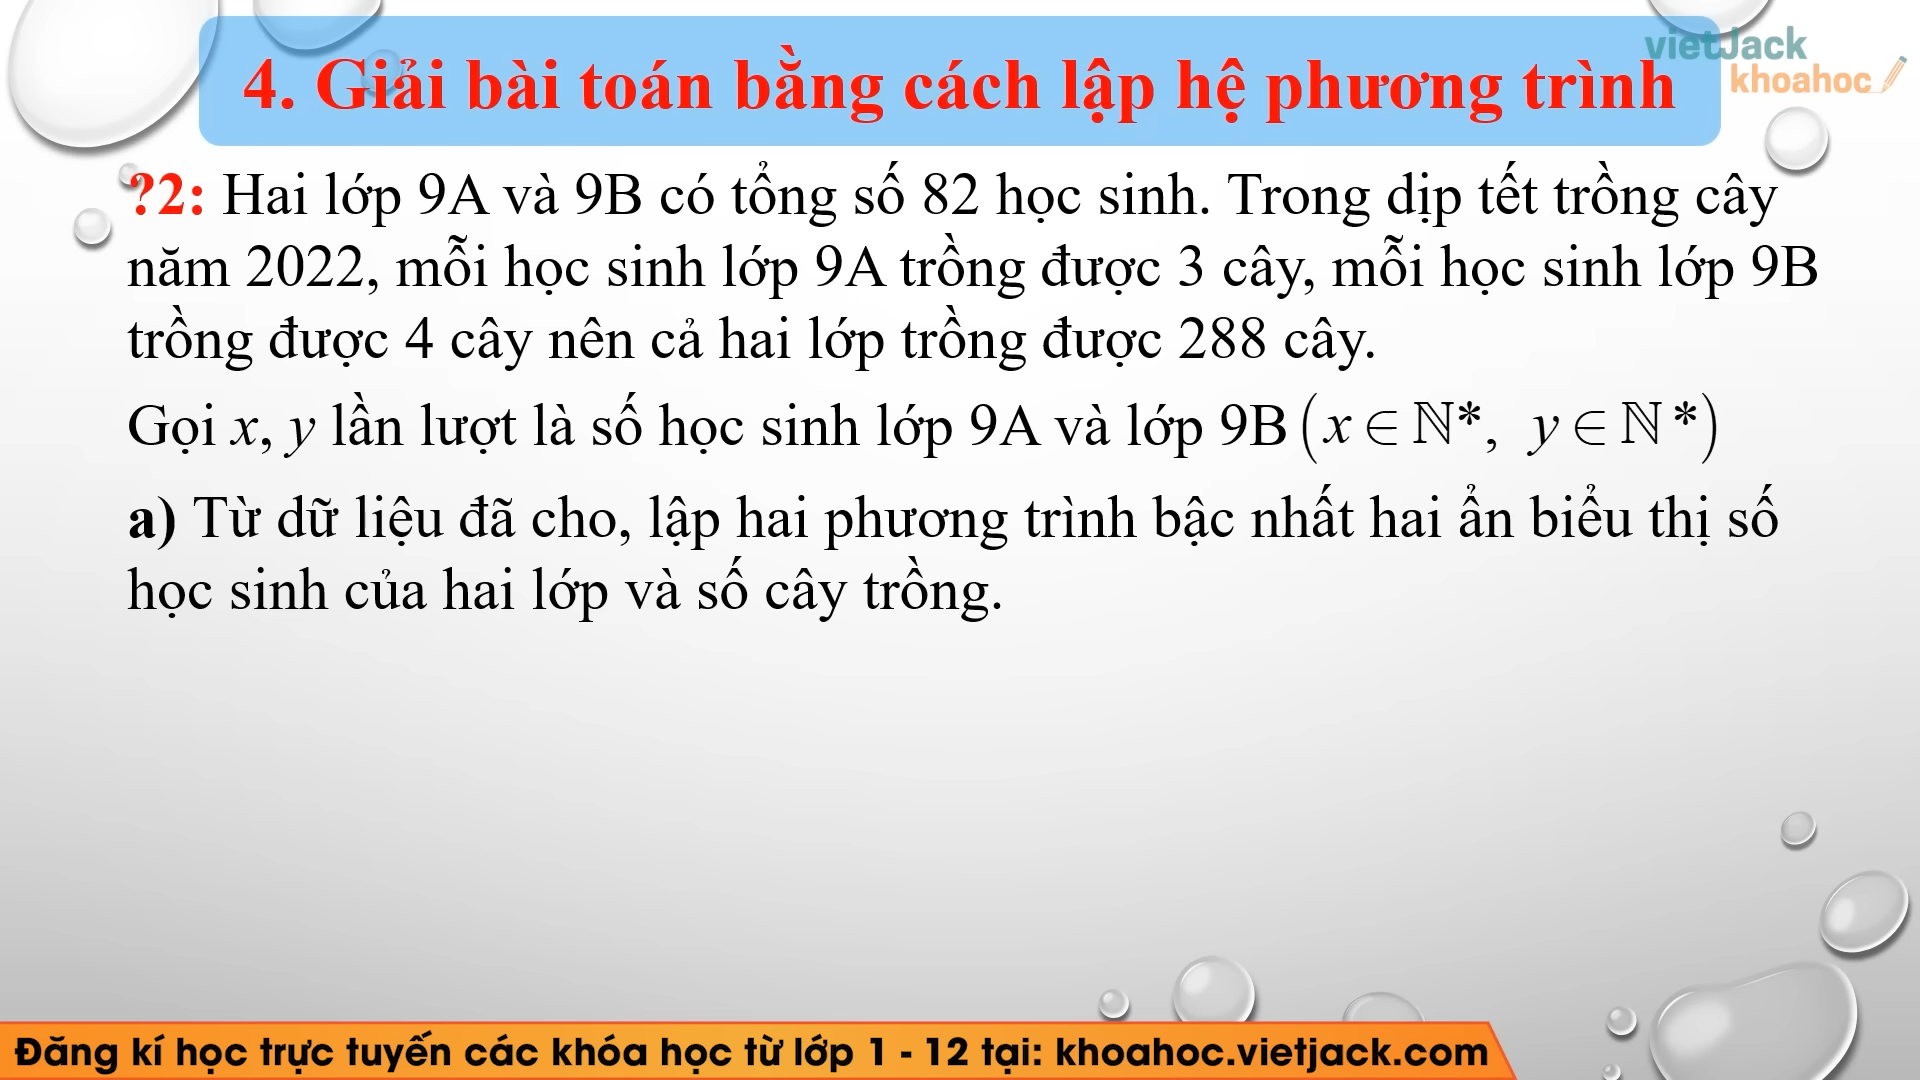 vietJack
khoahoc
4. Giải bài toán bằng cách lập hệ phương trình
?2: Hai lớp 9A và 9B có tổng số 82 học sinh. Trong dịp tết trồng cây
năm 2022, mỗi học sinh lớp 9A trồng được 3 cây, mỗi học sinh lớp 9B
trồng được 4 cây nên cả hai lớp trồng được 288 cây.
Gọi x, y lần lượt là số học sinh lớp 9A và lớp 9B (x ∈ ℕ*, y ∈ ℕ *)
a) Từ dữ liệu đã cho, lập hai phương trình bậc nhất hai ẩn biểu thị số
học sinh của hai lớp và số cây trồng.
Đăng kí học trực tuyến các khóa học từ lớp 1 - 12 tại: khoahoc.vietjack.com